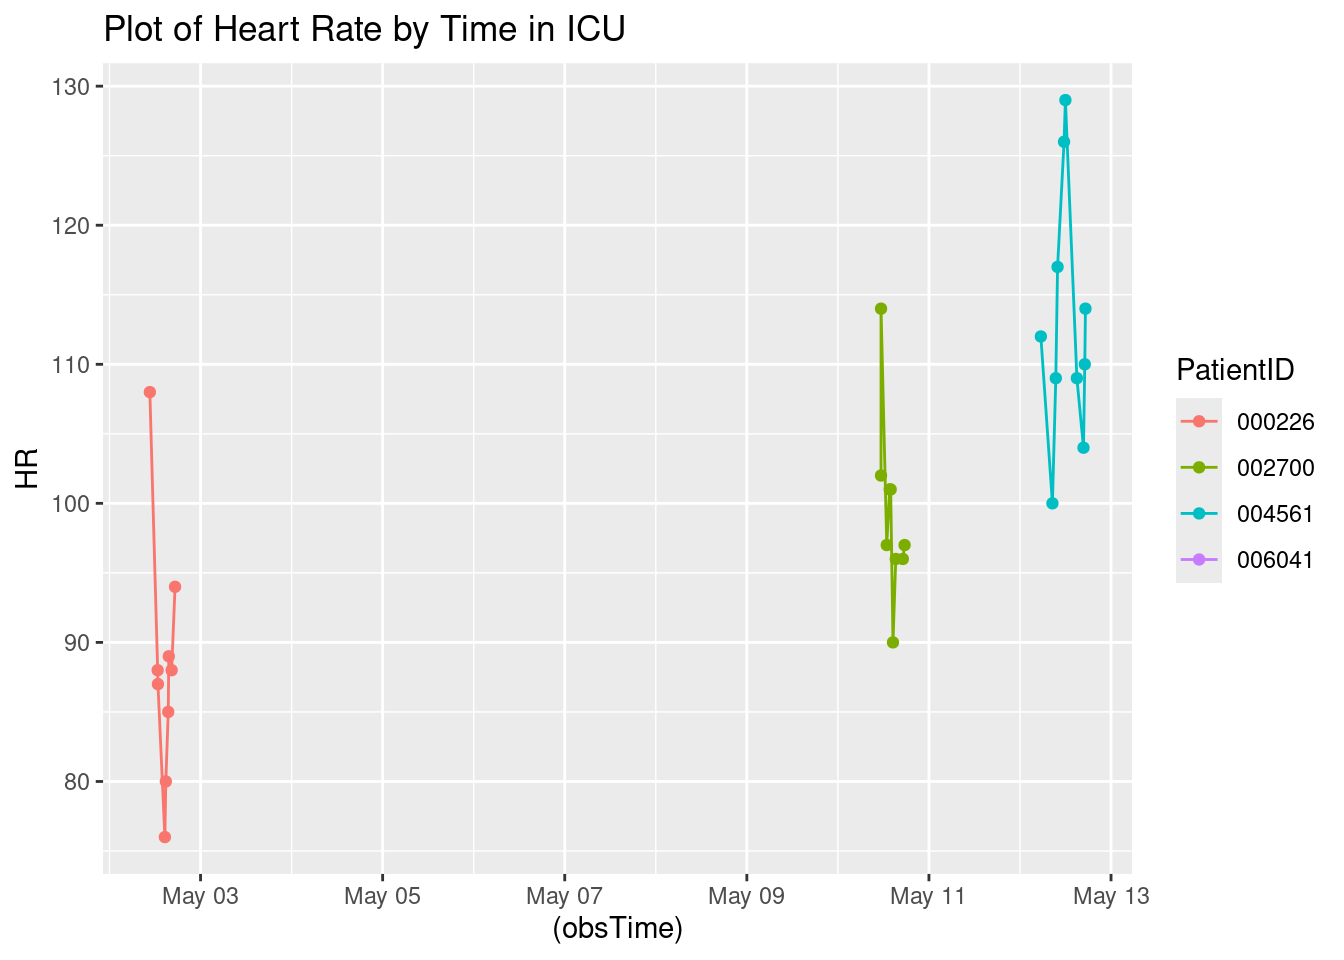 Plot of Heart Rate by Time in ICU
130
120
110
100
90
80
HR
May 03 May 05 May 07 May 09 May 11 May 13
(obsTime)
PatientID
000226
002700
004561
006041